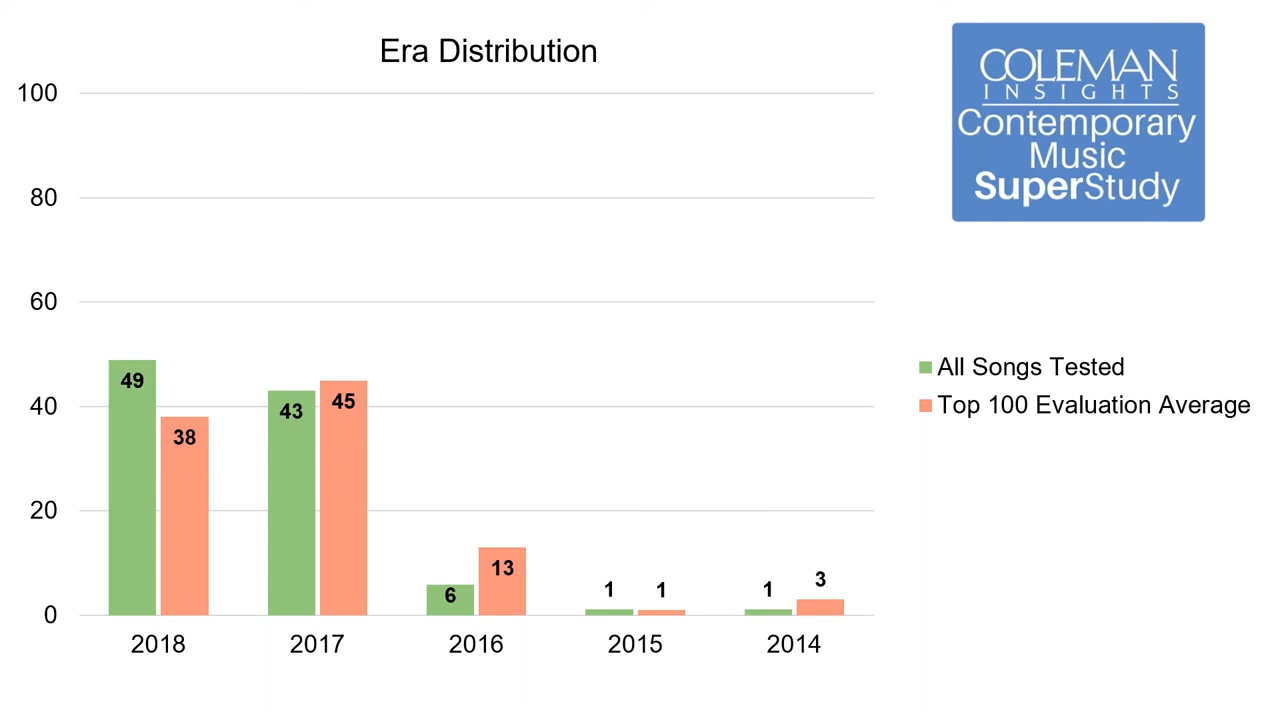 Era Distribution
COLEMAN
INSIGHTS
Contemporary
Music
SuperStudy
100
80
60
40
20
0
49
38
43
45
6
13
1
1
1
3
2018
2017
2016
2015
2014
All Songs Tested
Top 100 Evaluation Average